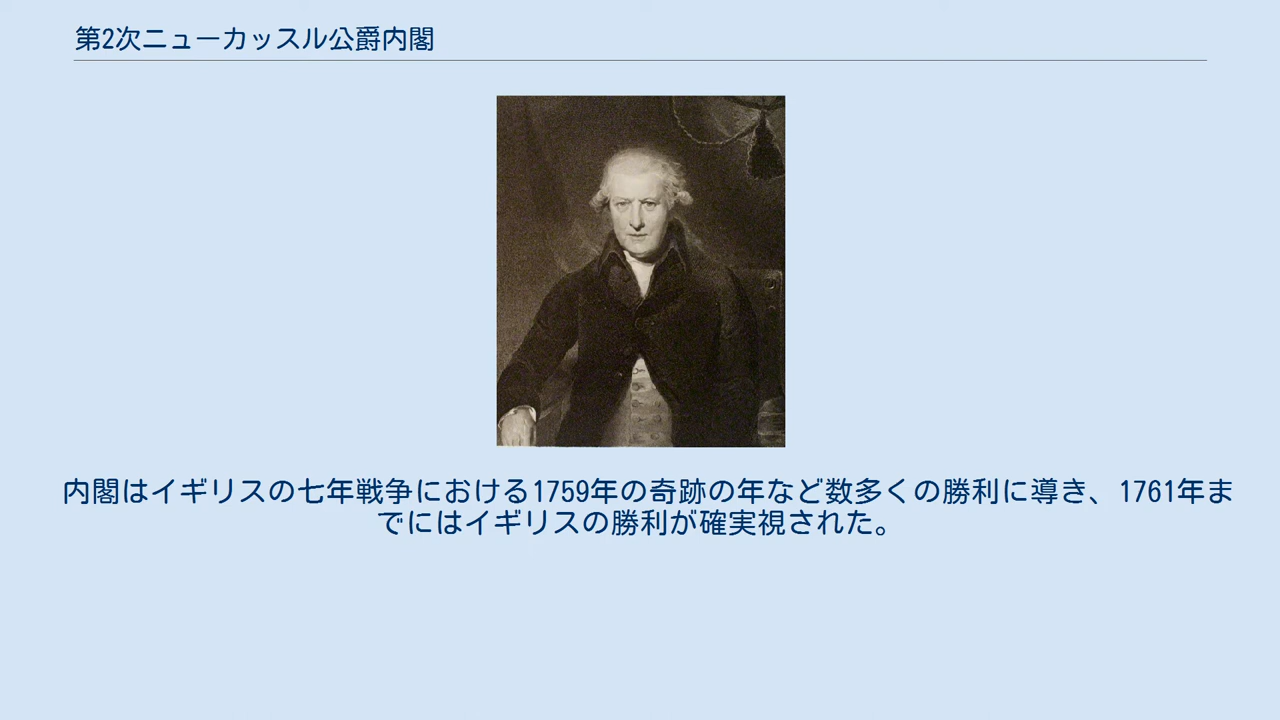 第2次ニューカッスル公爵内閣
内閣はイギリスの七年戦争における1759年の奇跡の年など数多くの勝利に導き、1761年ま
でにはイギリスの勝利が確実視された。